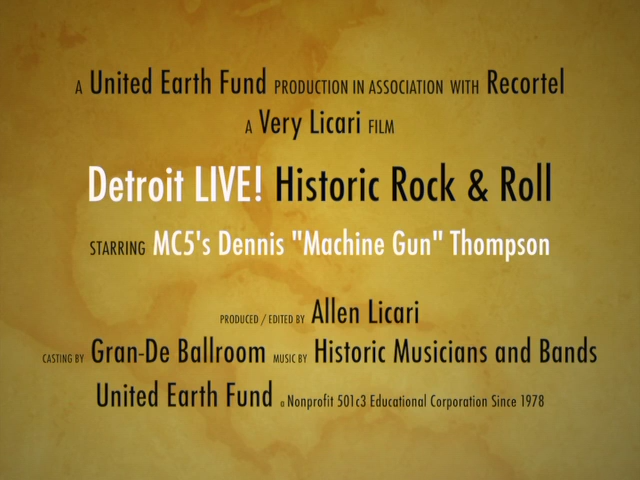 A United Earth Fund PRODUCTION IN ASSOCIATION WITH Recortel
A Very Licari FILM
Detroit LIVE! Historic Rock & Roll
STARRING MC5's Dennis "Machine Gun" Thompson
PRODUCED / EDITED BY Allen Licari
CASTING BY Gran-De Ballroom MUSIC BY Historic Musicians and Bands
United Earth Fund a Nonprofit 501c3 Educational Corporation Since 1978